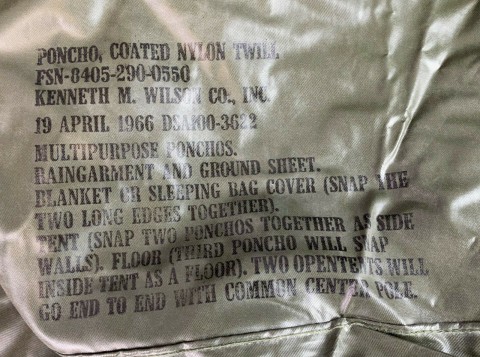 PONCHO, COATED NYLON TWILL
FSN-8405-290-0550
KENNETH M. WILSON CO., INC.
19 APRIL 1966 DSA100-3622
MULTIPURPOSE PONCHOS.
RAINGARMENT AND GROUND SHEET.
BLANKET OR SLEEPING BAG COVER (SNAP THE
TWO LONG EDGES TOGETHER).
TENT (SNAP TWO PONCHOS TOGETHER AS SIDE
WALLS). FLOOR (THIRD PONCHO WILL SNAP
INSIDE TENT AS A FLOOR). TWO OPENTENTS WILL
GO END TO END WITH COMMON CENTER POLE.